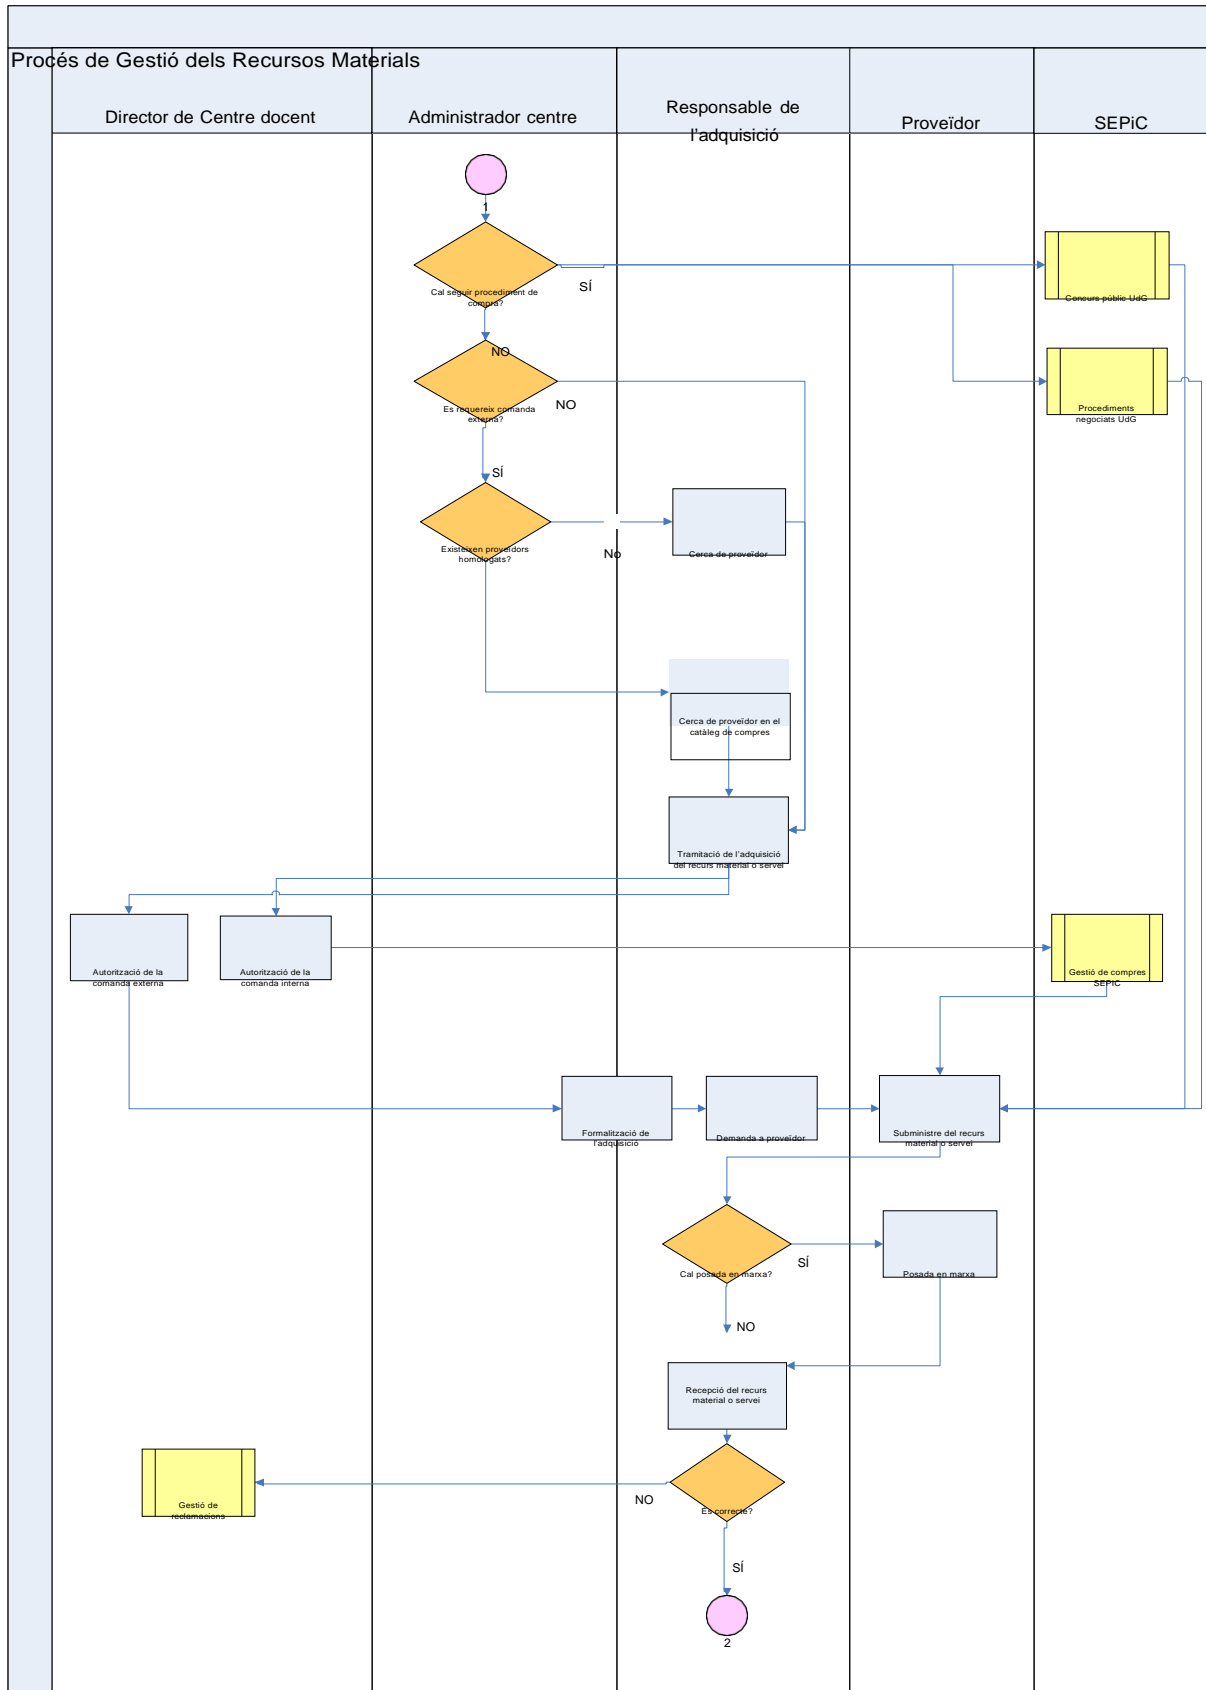 Procés de Gestió dels Recursos Materials
Director de Centre docent
Administrador centre
Responsable de
l'adquisició
Proveïdor
SEPiC
1
Cal seguir procediment de
compra?
SÍ
Concurs públic UdG
NO
Es requereix comanda
externa?
NO
Procediments
negociats UdG
SÍ
Existeixen proveïdors
homologats?
No
Cerca de proveïdor
Cerca de proveïdor en el
catàleg de compres
Tramitació de l'adquisició
del recurs material o servei
Autorització de la
comanda externa
Autorització de la
comanda interna
Gestió de compres
SEPIC
Formalització de
l'adquisició
Demanda a proveïdor
Subministre del recurs
material o servei
Cal posada en marxa?
SÍ
Posada en marxa
NO
Recepció del recurs
material o servei
Gestió de
reclamacions
NO
És correcte?
SÍ
2